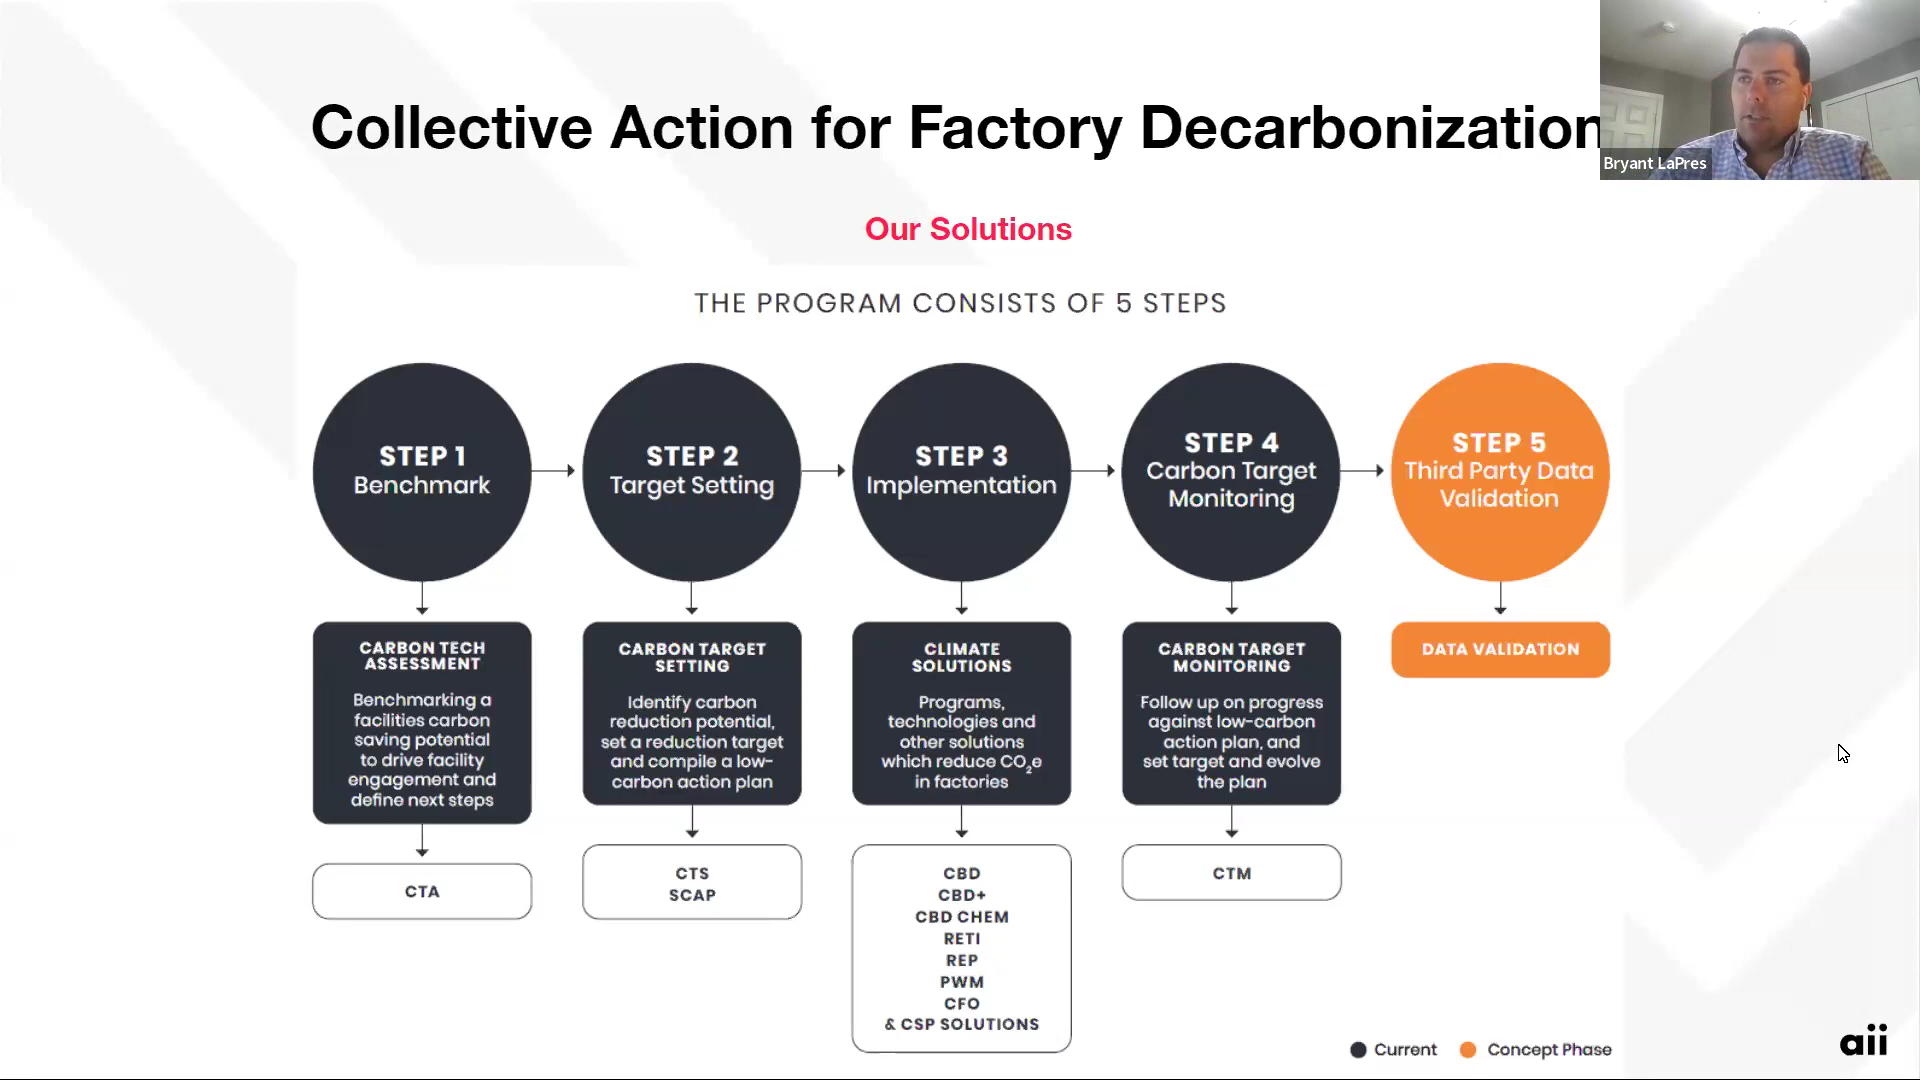 Collective Action for Factory Decarbonization
Bryant LaPres
Our Solutions
THE PROGRAM CONSISTS OF 5 STEPS
STEP 1
Benchmark
STEP 2
Target Setting
STEP 3
Implementation
STEP 4
Carbon Target
Monitoring
STEP 5
Third Party Data
Validation
CARBON TECH
ASSESSMENT
Benchmarking a
facilities carbon
saving potential
to drive facility
engagement and
define next steps
CTA
CARBON TARGET
SETTING
Identify carbon
reduction potential,
set a reduction target
and compile a low-
carbon action plan
CTS
SCAP
CLIMATE
SOLUTIONS
Programs,
technologies and
other solutions
which reduce CO₂e
in factories
CBD
CBD+
CBD CHEM
RETI
REP
PWM
CFO
& CSP SOLUTIONS
CARBON TARGET
MONITORING
Follow up on progress
against low-carbon
action plan, and
set target and evolve
the plan
CTM
DATA VALIDATION
Current
Concept Phase
aii